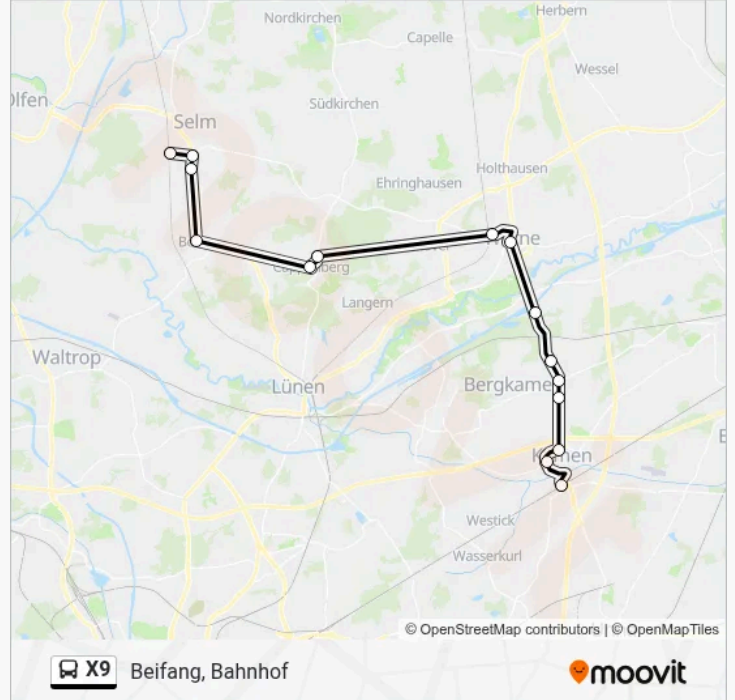 Nordkirchen
Herbern
Capelle
Wessel
Olfen
Südkirchen
Selm
Holthausen
Ehringhausen
Langern
Waltrop
Lünen
Bergkame
Westick
Wasserkurl
© OpenStreetMap contributors | © OpenMapTiles
X9 Beifang, Bahnhof
moovit